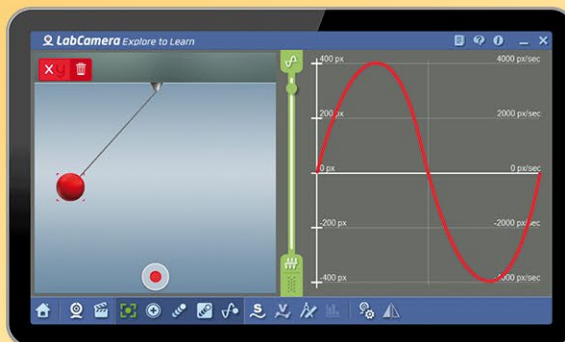 LabCamera Explore to Learn
X y
400 px 4000 px/sec
200 px 2000 px/sec
0 px 0 px/sec
-200 px -2000 px/sec
-400 px
S V